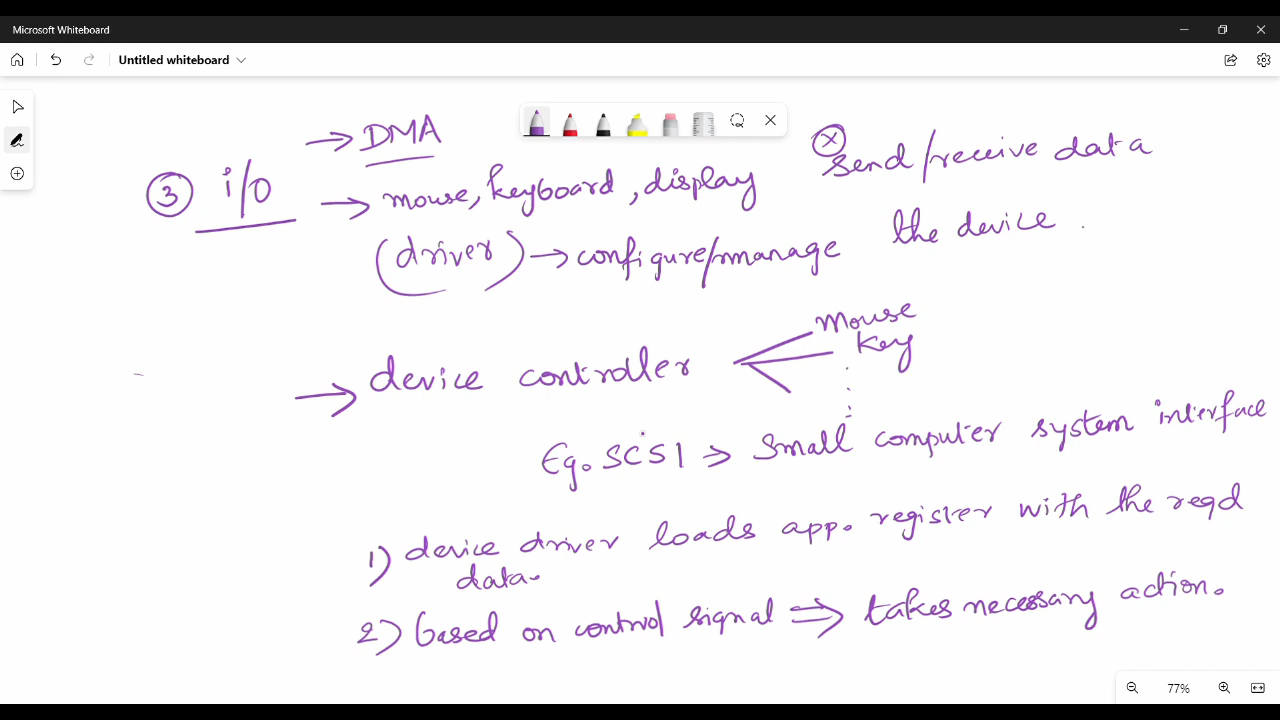 Microsoft Whiteboard
Untitled whiteboard
→ DMA
③ i/O → mouse, keyboard, display
ⓧ send/receive data
the device.
(driver) → configure/manage
→ device controller
mouse
key
Eg. SCSI → Small computer system interface
1) device driver loads app. register with the reqd
data.
2) based on control signal ⇒ takes necessary action.
77%